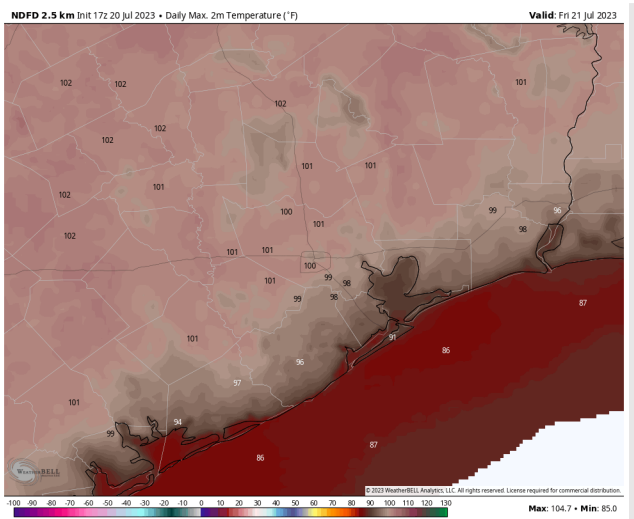 NDFD 2.5 km Init 17z 20 Jul 2023 • Daily Max. 2m Temperature (°F)
Valid: Fri 21 Jul 2023
102 102 101
102
102 102
101 101
101
102 100 99 96
101 98
102
101 101
100
101 99 98
99 98
87
101 91
86
96
97
101
94
99
87
86
WEATHERBELL
© 2023 WeatherBELL Analytics, LLC. All rights reserved. License required for commercial distribution.
-100 -90 -80 -70 -60 -50 -40 -30 -20 -10 0 10 20 30 40 50 60 70 80 90 100 110 120 130
Max: 104.7 • Min: 85.0